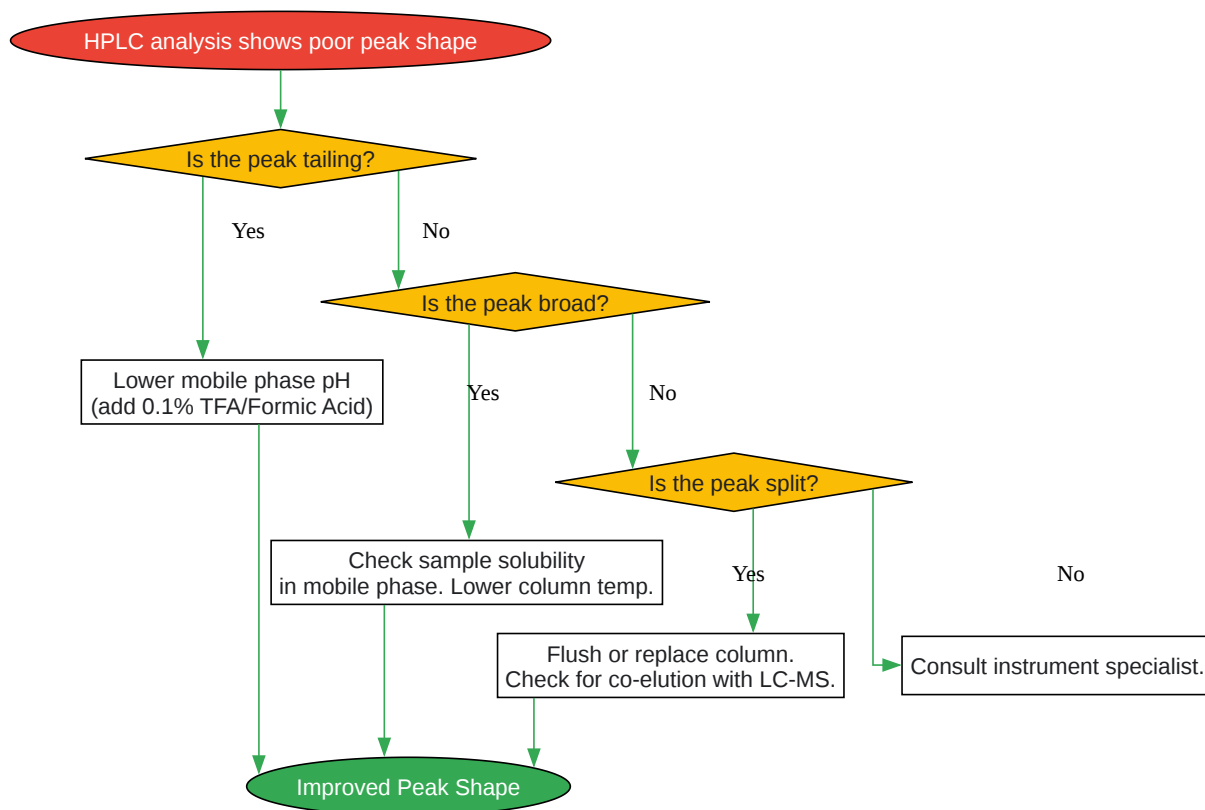 HPLC analysis shows poor peak shape
Is the peak tailing?
Yes
No
Is the peak broad?
Lower mobile phase pH
(add 0.1% TFA/Formic Acid)
Yes
No
Is the peak split?
Check sample solubility
in mobile phase. Lower column temp.
Yes
No
Flush or replace column.
Check for co-elution with LC-MS.
Consult instrument specialist.
Improved Peak Shape